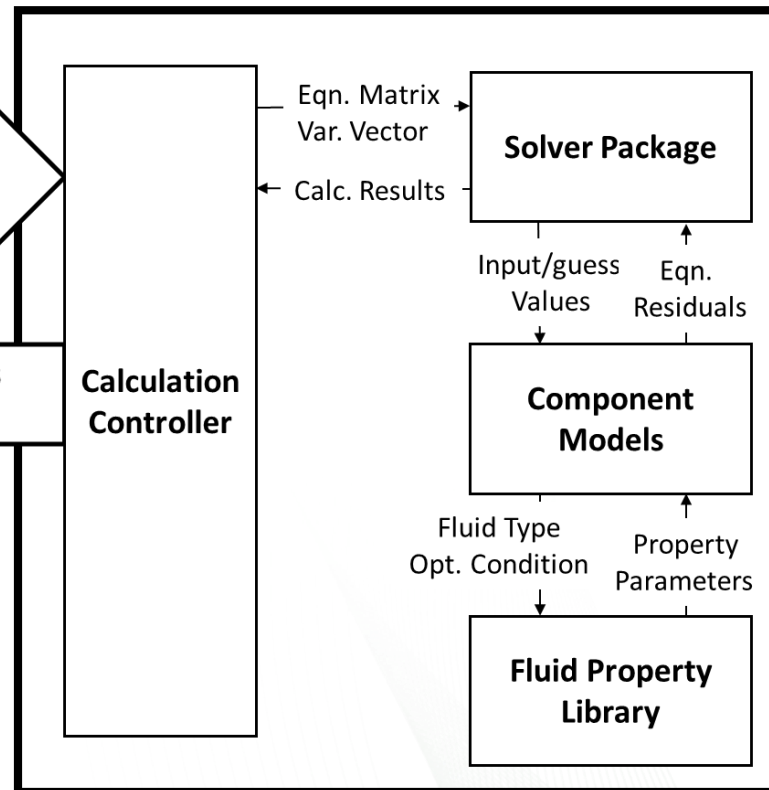 Eqn. Matrix
Var. Vector
Calc. Results
Solver Package
Input/guess
Values
Eqn.
Residuals
Calculation
Controller
Component
Models
Fluid Type
Opt. Condition
Property
Parameters
Fluid Property
Library